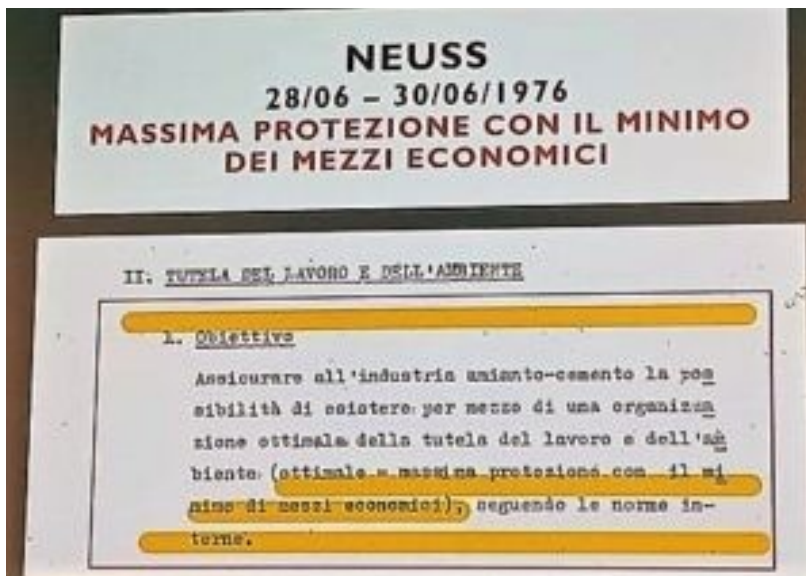 NEUSS
28/06 – 30/06/1976
MASSIMA PROTEZIONE CON IL MINIMO
DEI MEZZI ECONOMICI
II. TUTELA DEL LAVORO E DELL'AMBIENTE
1. Obiettivo
Assicurare all'industria amianto-cemento la pos
sibilità di esistere per mezzo di una organizza
zione ottimale della tutela del lavoro e dell'am
biente (ottimale = massima protezione con il mi
nimo di mezzi economici), seguendo le norme in-
terne.